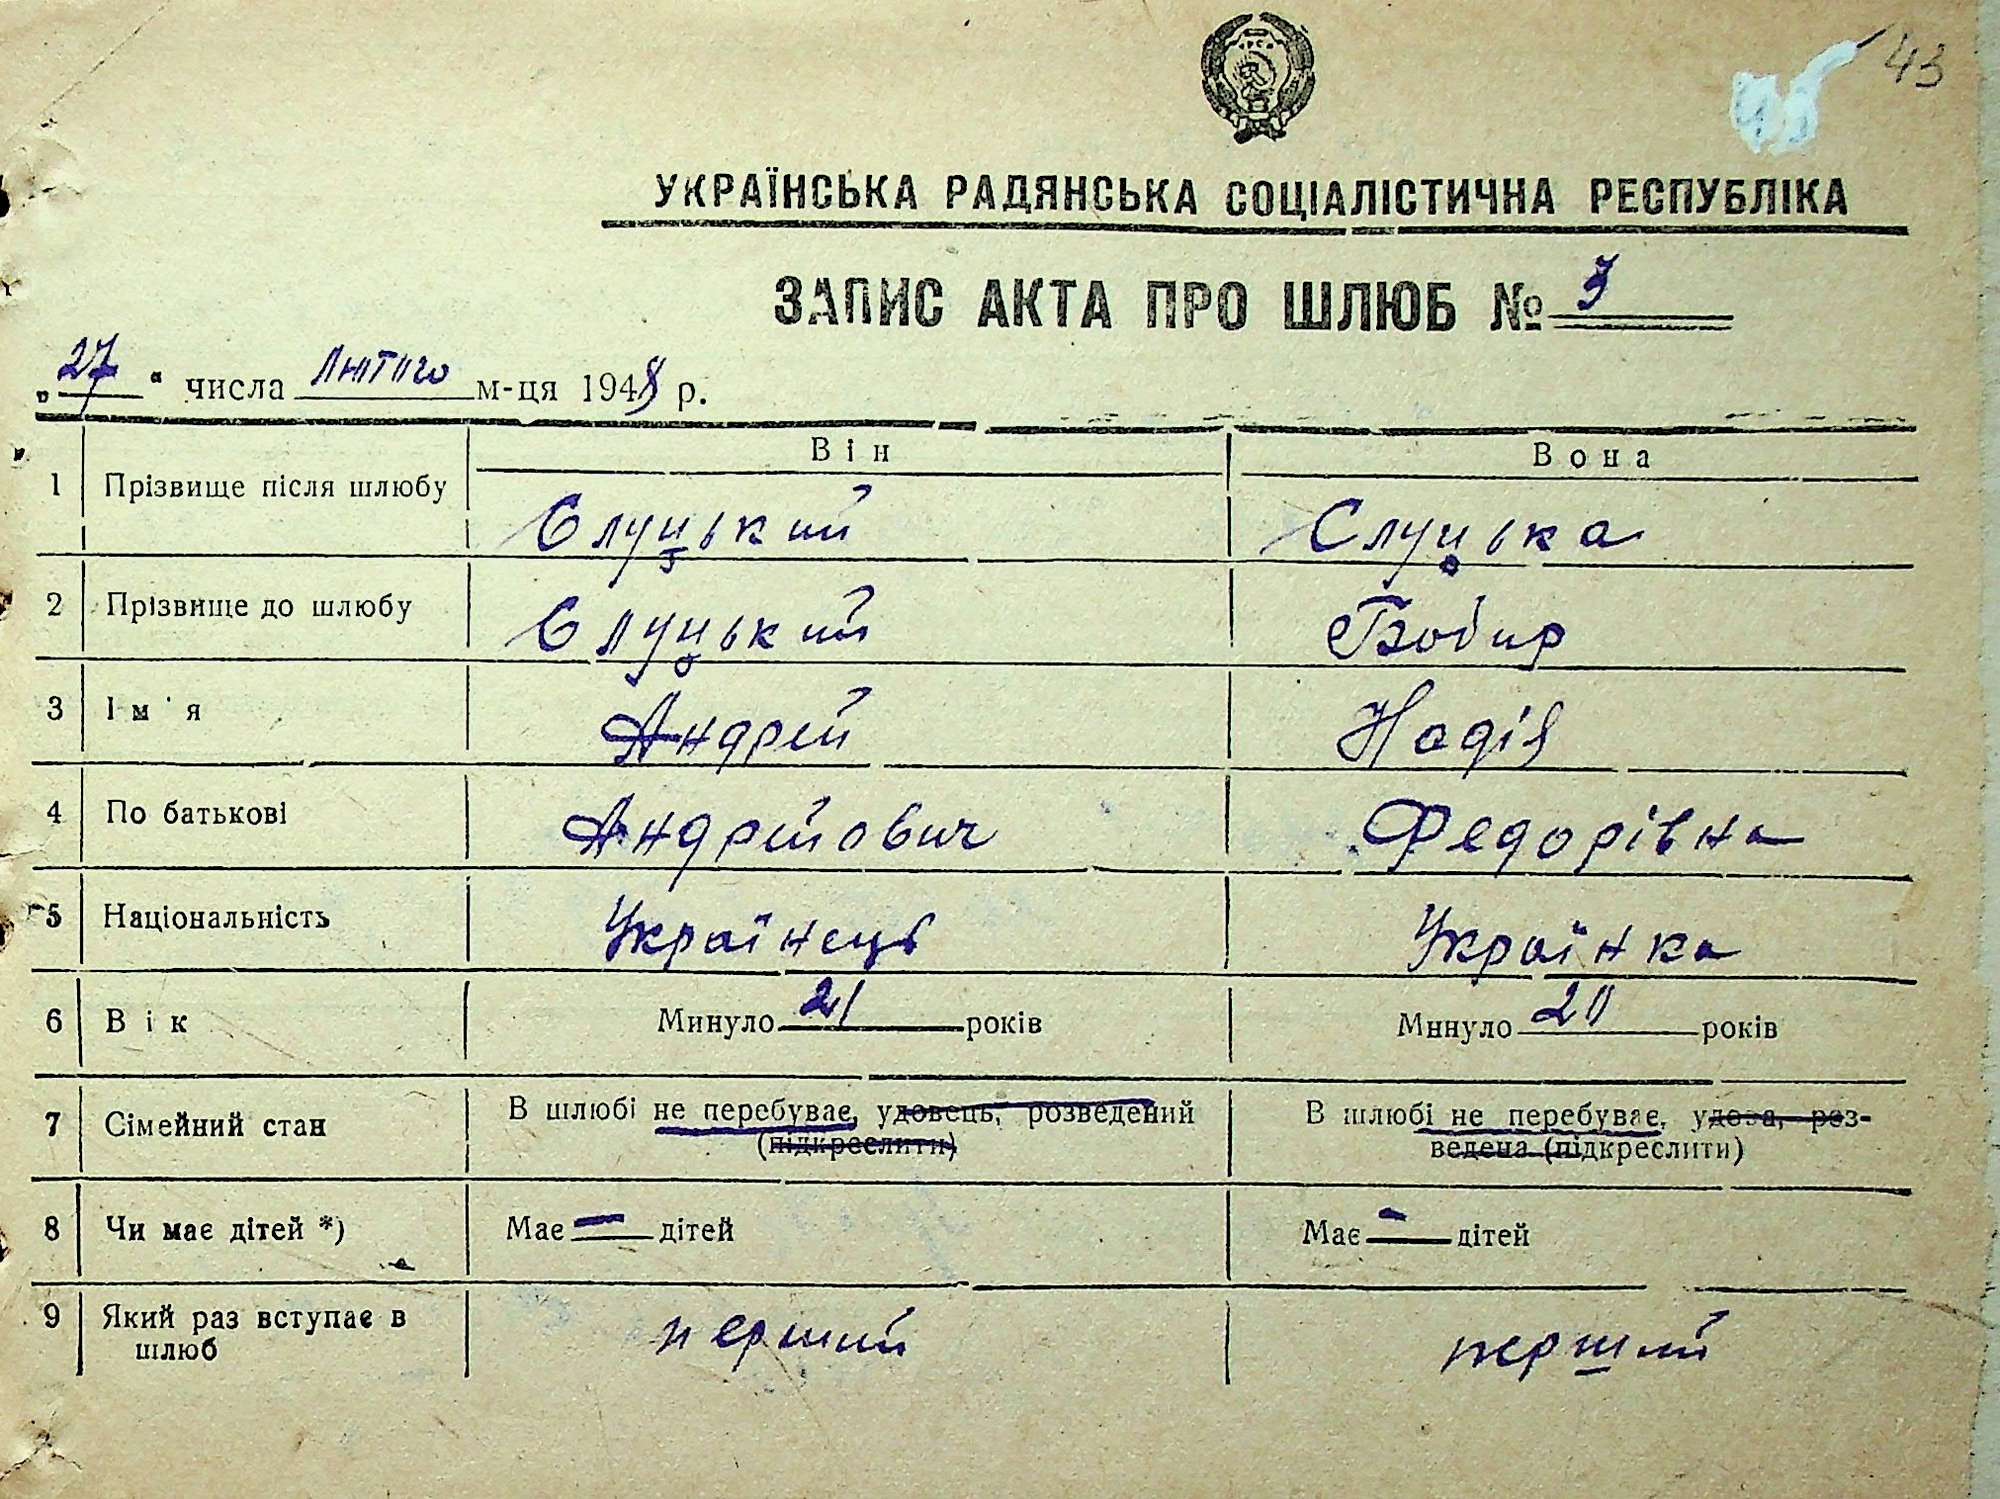 43
УКРАЇНСЬКА РАДЯНСЬКА СОЦІАЛІСТИЧНА РЕСПУБЛІКА
ЗАПИС АКТА ПРО ШЛЮБ №
„27“ числа лютого м-ця 1948 р.
Він Вона
1 Прізвище після шлюбу Слуцький Слуцька
2 Прізвище до шлюбу Слуцький Бобир
3 Ім'я Андрій Надія
4 По батькові Андрійович Федорівна
5 Національність Українець Українка
6 Вік Минуло 21 років Минуло 20 років
7 Сімейний стан В шлюбі не перебуває, удовець, розведений В шлюбі не перебуває, удова, роз-
(підкреслити) ведена (підкреслити)
8 Чи має дітей *) Має — дітей Має — дітей
9 Який раз вступає в перший перший
шлюб